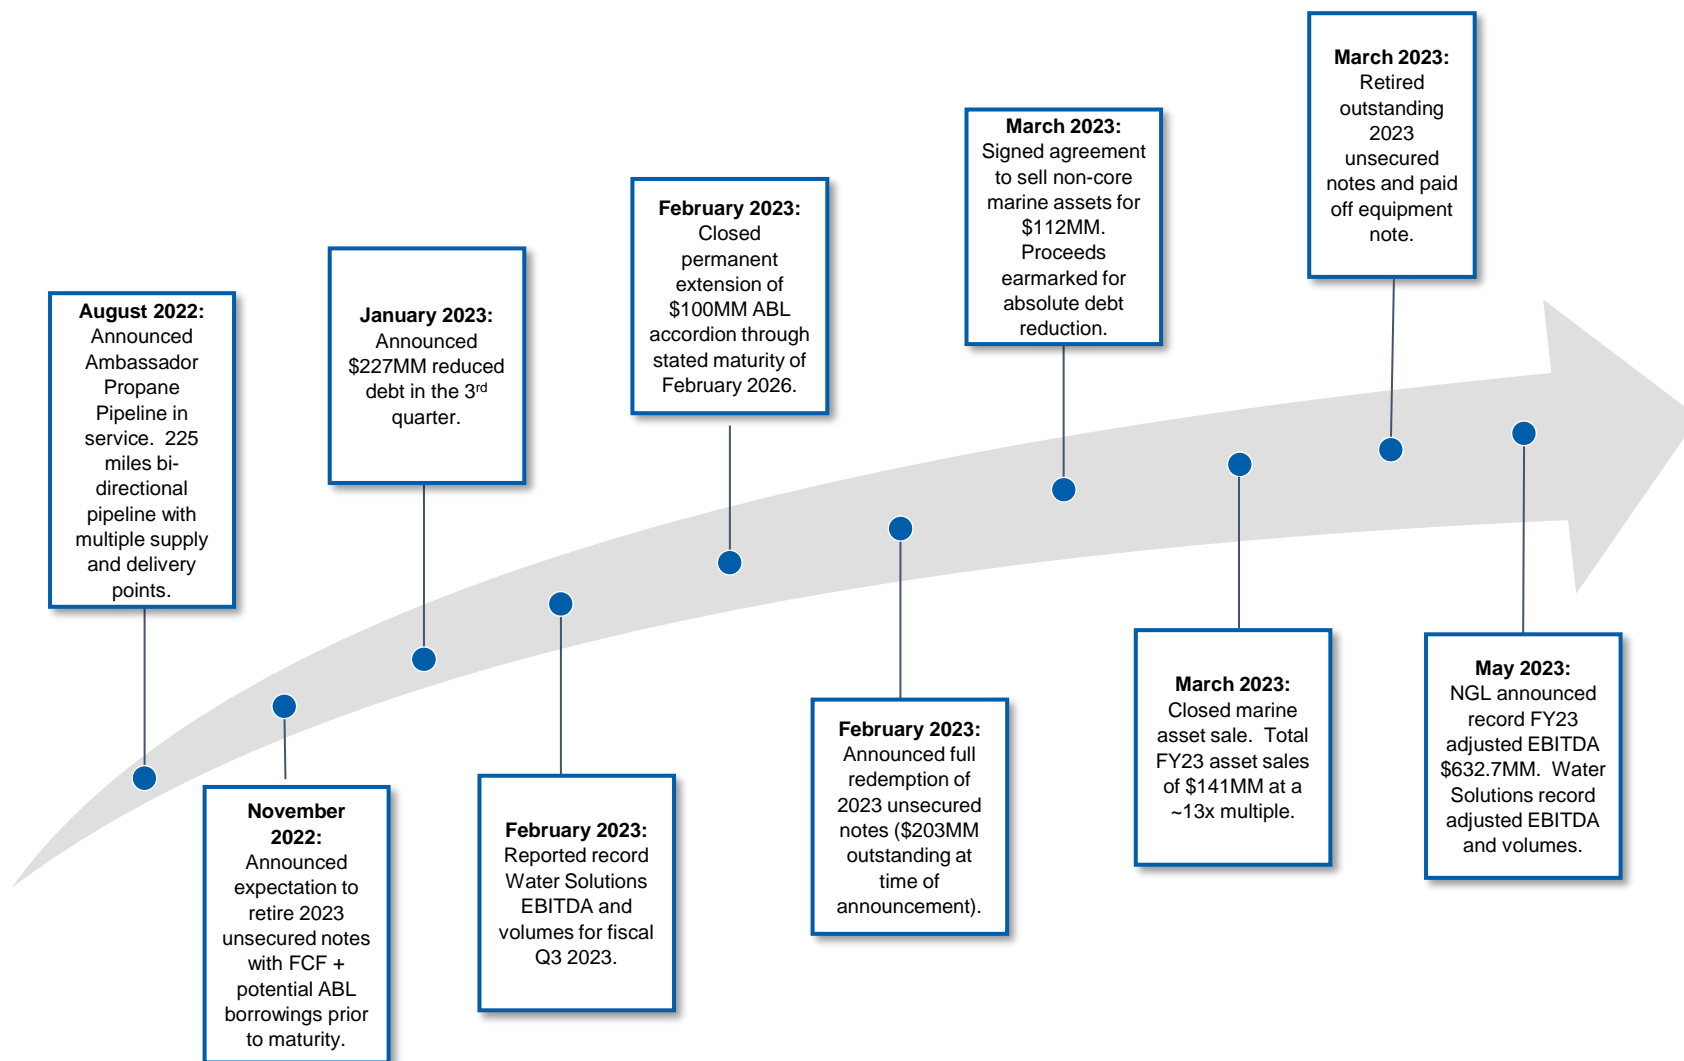 August 2022:
Announced
Ambassador
Propane
Pipeline in
service.  225
miles bi-
directional
pipeline with
multiple supply
and delivery
points.
November
2022:
Announced
expectation to
retire 2023
unsecured notes
with FCF +
potential ABL
borrowings prior
to maturity.
January 2023:
Announced
$227MM reduced
debt in the 3rd
quarter.
February 2023:
Reported record
Water Solutions
EBITDA and
volumes for fiscal
Q3 2023.
February 2023:
Closed
permanent
extension of
$100MM ABL
accordion through
stated maturity of
February 2026.
February 2023:
Announced full
redemption of
2023 unsecured
notes ($203MM
outstanding at
time of
announcement).
March 2023:
Signed agreement
to sell non-core
marine assets for
$112MM.
Proceeds
earmarked for
absolute debt
reduction.
March 2023:
Closed marine
asset sale.  Total
FY23 asset sales
of $141MM at a
~13x multiple.
March 2023:
Retired
outstanding
2023
unsecured
notes and paid
off equipment
note.
May 2023:
NGL announced
record FY23
adjusted EBITDA
$632.7MM.  Water
Solutions record
adjusted EBITDA
and volumes.